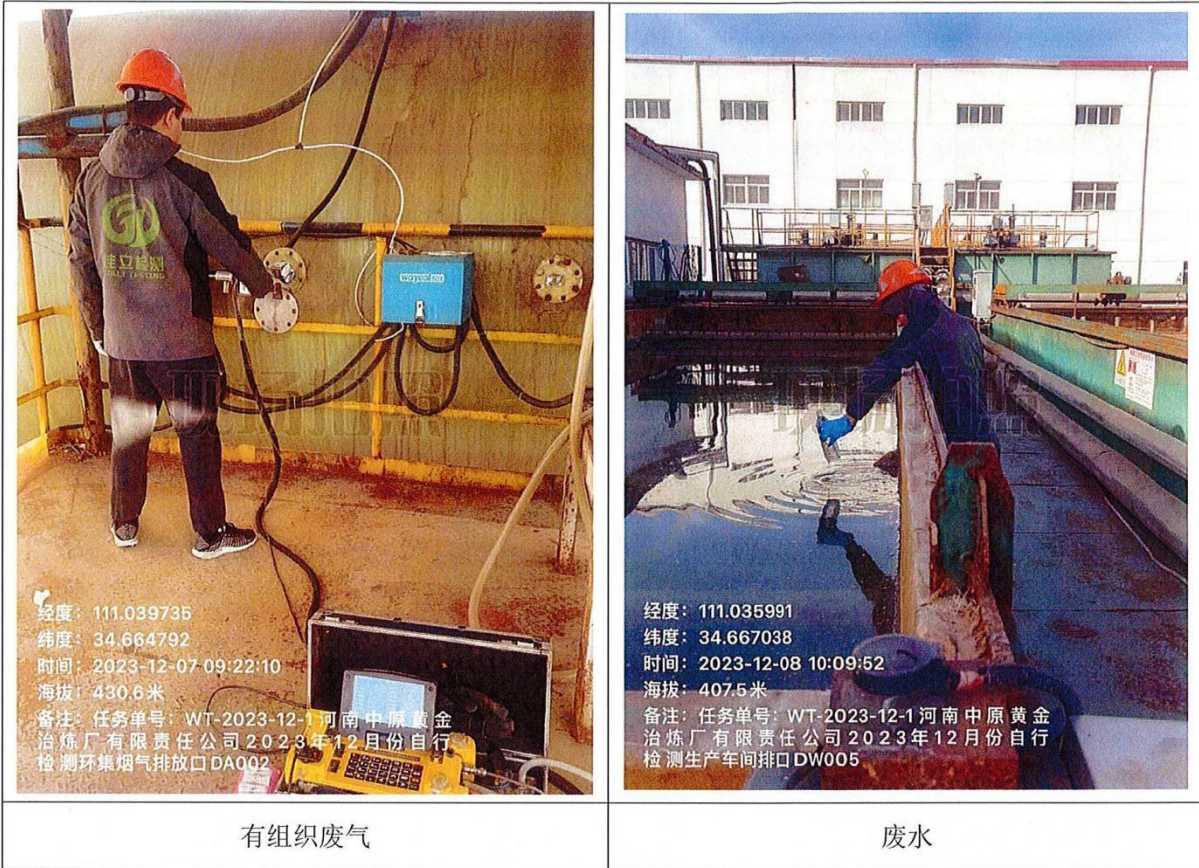 佳立检测
经度：111.039735
纬度：34.664792
时间：2023-12-07 09:22:10
海拔：430.6米
备注：任务单号：WT-2023-12-1河南中原黄金
冶炼厂有限责任公司2023年12月份自行
检测环集烟气排放口DA002
有组织废气
经度：111.035991
纬度：34.667038
时间：2023-12-08 10:09:52
海拔：407.5米
备注：任务单号：WT-2023-12-1河南中原黄金
冶炼厂有限责任公司2023年12月份自行
检测生产车间排口DW005
废水